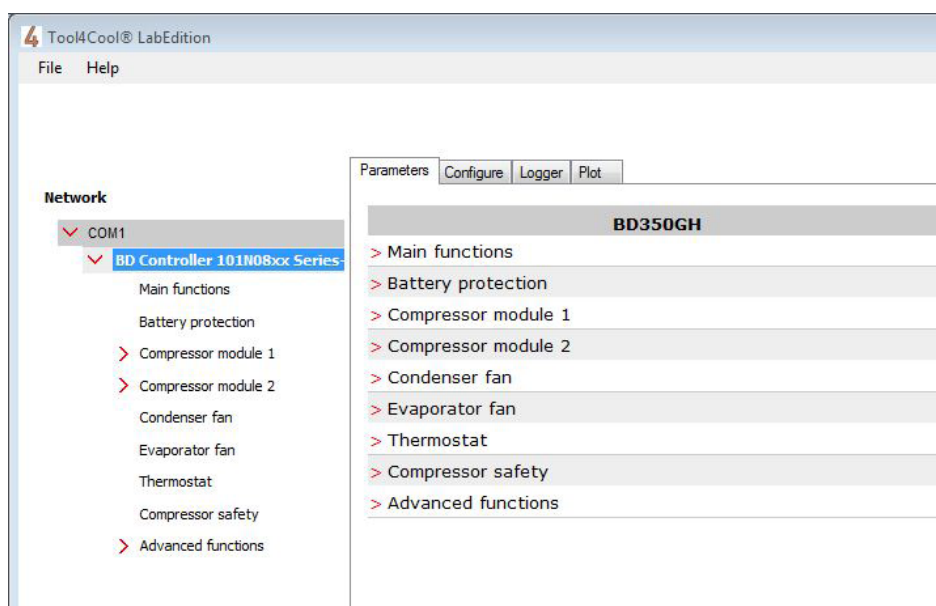 Tool4Cool® LabEdition
File Help
Network
COM1
BD Controller 101N08xx Series-
Main functions
Battery protection
Compressor module 1
Compressor module 2
Condenser fan
Evaporator fan
Thermostat
Compressor safety
Advanced functions
Parameters Configure Logger Plot
BD350GH
> Main functions
> Battery protection
> Compressor module 1
> Compressor module 2
> Condenser fan
> Evaporator fan
> Thermostat
> Compressor safety
> Advanced functions